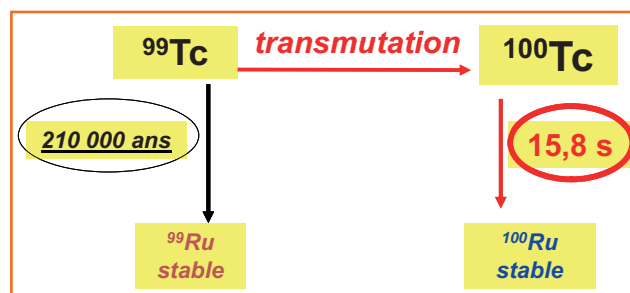 ⁹⁹Tc
transmutation
¹⁰⁰Tc
210 000 ans
15,8 s
⁹⁹Ru
stable
¹⁰⁰Ru
stable